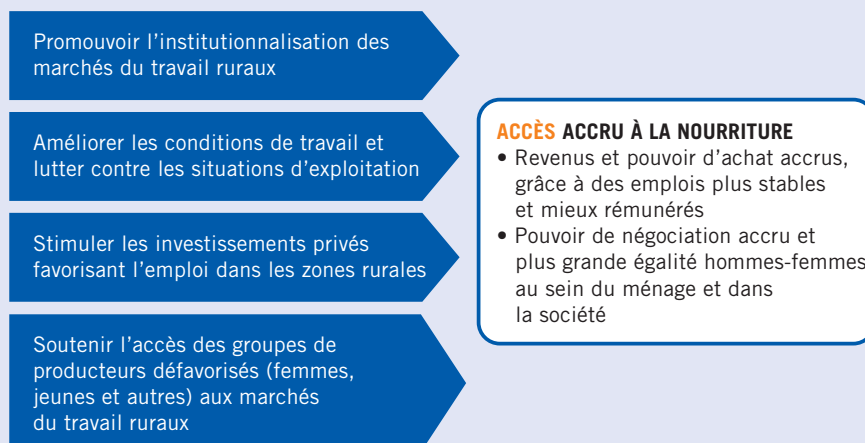 Promouvoir l’institutionnalisation des
marchés du travail ruraux
Améliorer les conditions de travail et
lutter contre les situations d’exploitation
Stimuler les investissements privés
favorisant l’emploi dans les zones rurales
Soutenir l’accès des groupes de
producteurs défavorisés (femmes,
jeunes et autres) aux marchés
du travail ruraux
ACCÈS ACCRU À LA NOURRITURE
• Revenus et pouvoir d’achat accrus,
grâce à des emplois plus stables
et mieux rémunérés
• Pouvoir de négociation accru et
plus grande égalité hommes-femmes
au sein du ménage et dans
la société